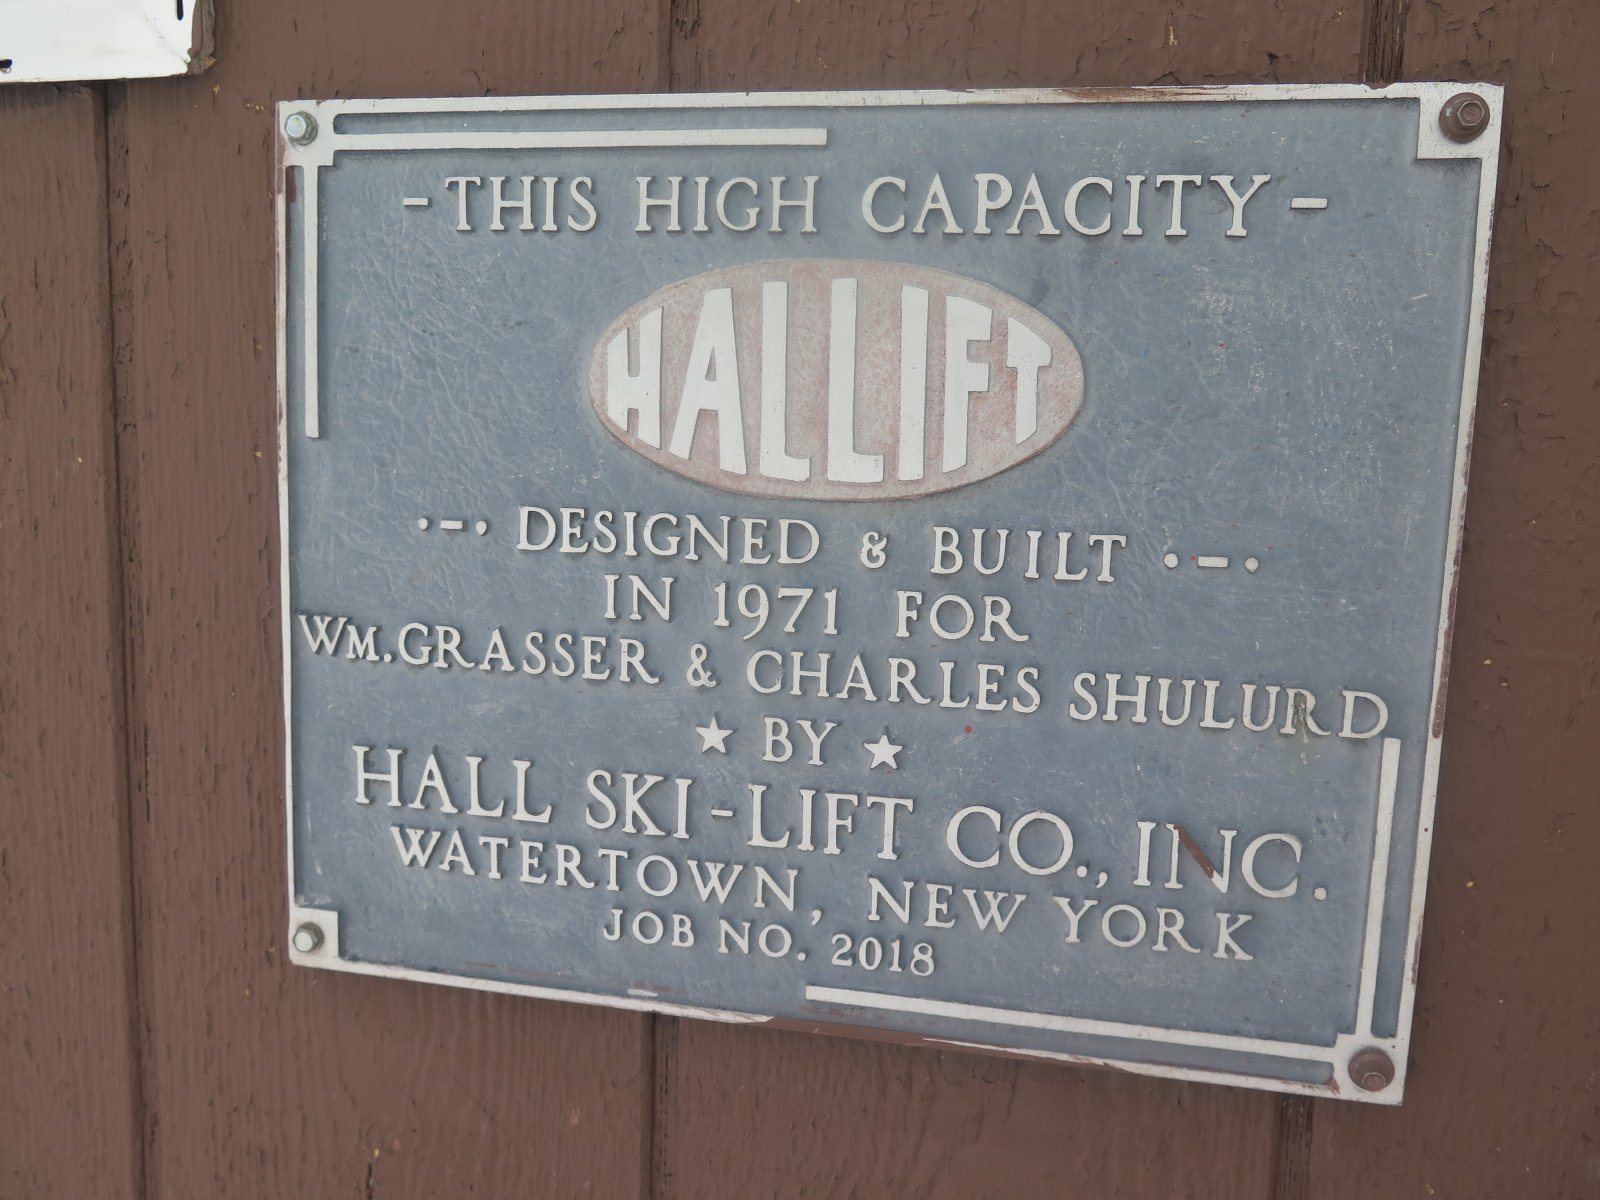 -THIS HIGH CAPACITY-
HALLIFT
·-· DESIGNED & BUILT ·-·
IN 1971 FOR
WM. GRASSER & CHARLES SHULURD
★ BY ★
HALL SKI-LIFT CO., INC.
WATERTOWN, NEW YORK
JOB NO. 2018